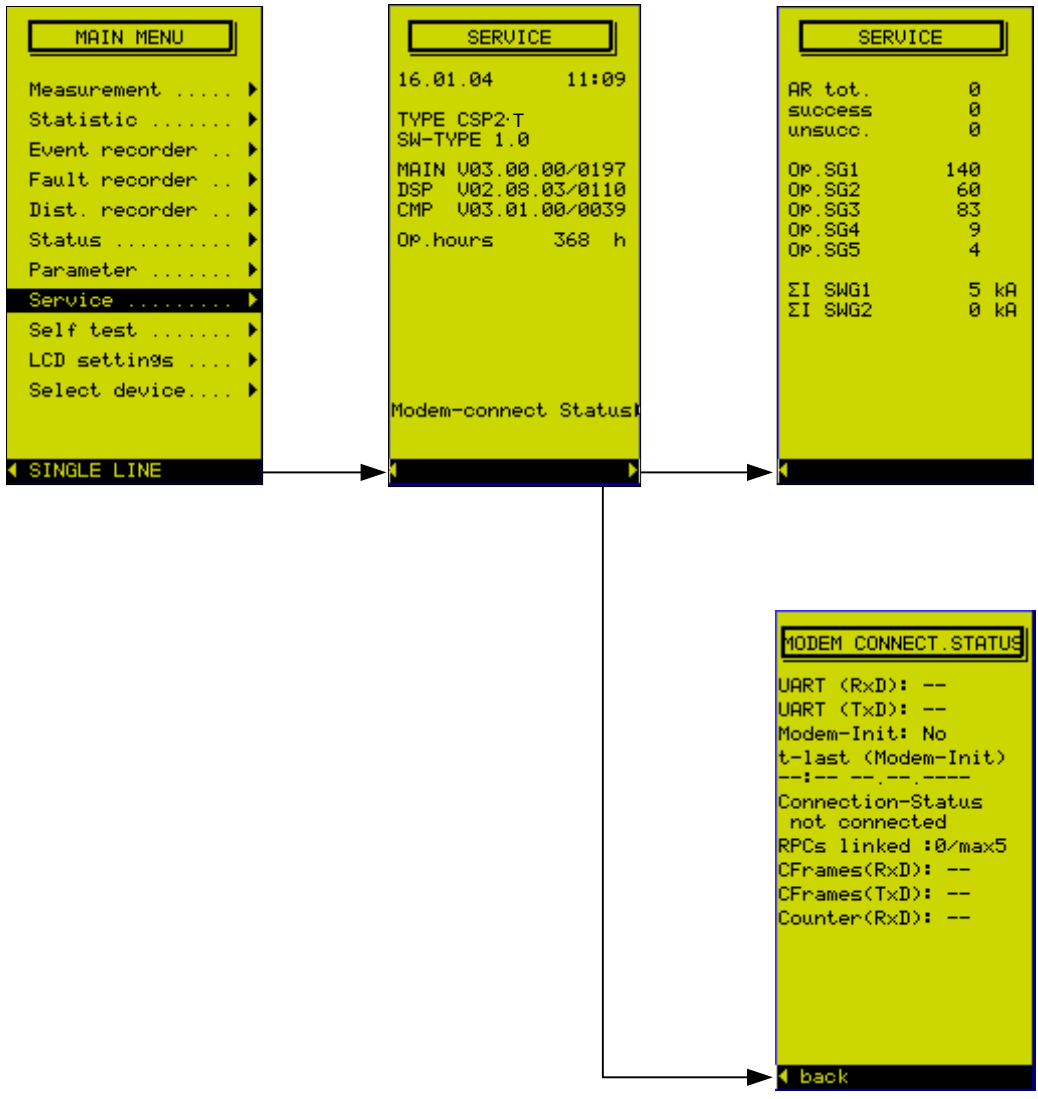 MAIN MENU
Measurement .....
Statistic .......
Event recorder ..
Fault recorder ..
Dist. recorder ..
Status ..........
Parameter .......
Service .........
Self test .......
LCD settings ....
Select device....
SINGLE LINE
SERVICE
16.01.04 11:09
TYPE CSP2-T
SW-TYPE 1.0
MAIN V03.00.00/0197
DSP V02.08.03/0110
CMP V03.01.00/0039
Op.hours 368 h
Modem-connect Status
SERVICE
AR tot. 0
success 0
unsucc. 0
Op.SG1 140
Op.SG2 60
Op.SG3 83
Op.SG4 9
Op.SG5 4
ΣI SWG1 5 kA
ΣI SWG2 0 kA
MODEM CONNECT.STATUS
UART (RxD): --
UART (TxD): --
Modem-Init: No
t-last (Modem-Init)
--:-- --.--.----
Connection-Status
not connected
RPCs linked :0/max5
CFrames(RxD): --
CFrames(TxD): --
Counter(RxD): --
back